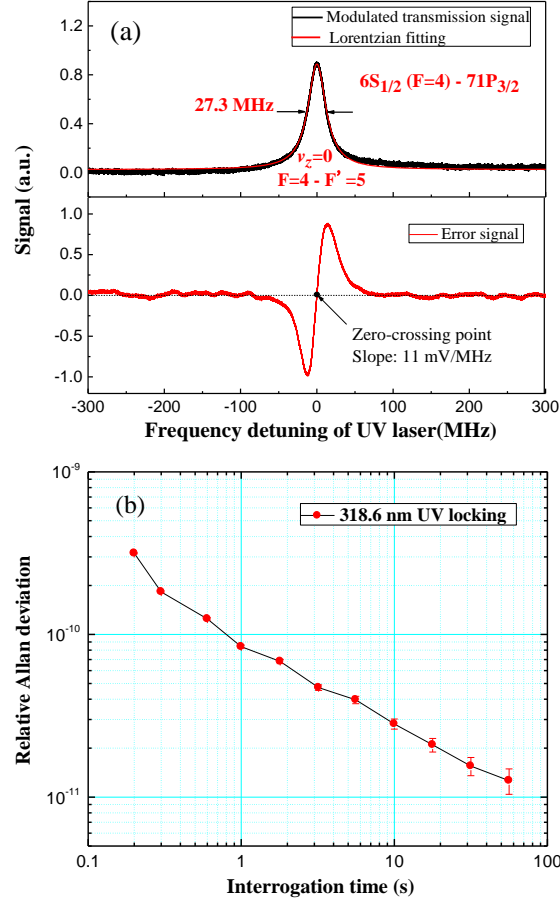 (a)
Modulated transmission signal
Lorentzian fitting
1.2
0.8
0.4
0.0
27.3 MHz
6S1/2 (F=4) - 71P3/2
vz=0
F=4 - F'=5
Signal (a.u.)
1.0
0.5
0.0
-0.5
-1.0
Error signal
Zero-crossing point
Slope: 11 mV/MHz
-300 -200 -100 0 100 200 300
Frequency detuning of UV laser(MHz)
(b)
318.6 nm UV locking
10-9
10-10
10-11
Relative Allan deviation
0.1 1 10 100
Interrogation time (s)